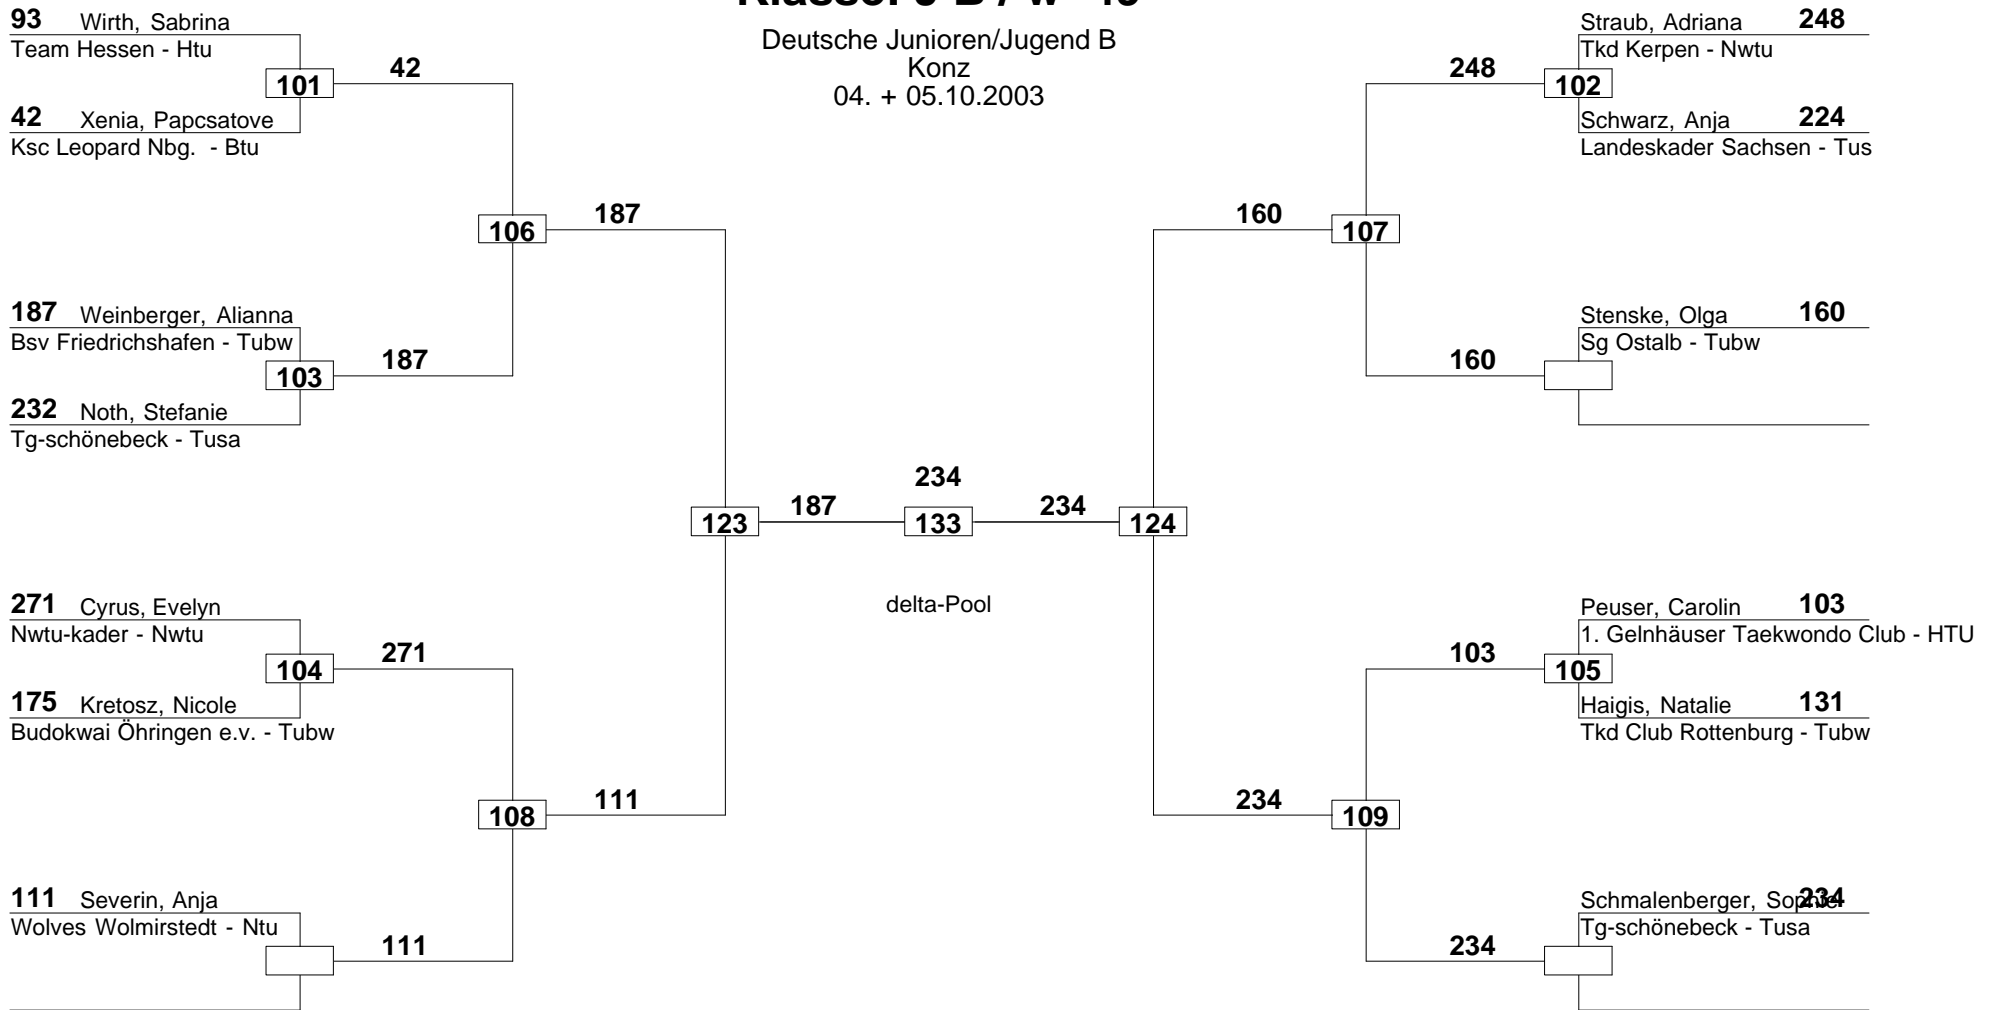 Deutsche Junioren/Jugend B
Konz
04. + 05.10.2003
93 Wirth, Sabrina
Team Hessen - Htu
101
42
42 Xenia, Papcsatove
Ksc Leopard Nbg. - Btu
106
187
187 Weinberger, Alianna
Bsv Friedrichshafen - Tubw
103
187
232 Noth, Stefanie
Tg-schönebeck - Tusa
123
187
271 Cyrus, Evelyn
Nwtu-kader - Nwtu
104
271
175 Kretosz, Nicole
Budokwai Öhringen e.v. - Tubw
108
111
111 Severin, Anja
Wolves Wolmirstedt - Ntu
111
234
133
delta-Pool
Straub, Adriana 248
Tkd Kerpen - Nwtu
248
102
Schwarz, Anja 224
Landeskader Sachsen - Tus
160
107
Stenske, Olga 160
Sg Ostalb - Tubw
160
234
124
Peuser, Carolin 103
1. Gelnhäuser Taekwondo Club - HTU
103
105
Haigis, Natalie 131
Tkd Club Rottenburg - Tubw
234
109
Schmalenberger, Sophie 234
Tg-schönebeck - Tusa
234